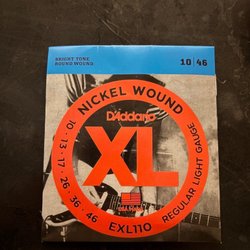 BRIGHT TONE
ROUND WOUND
10|46
NICKEL WOUND
D'Addario
XL
10-13-17-26-36-46
REGULAR LIGHT GAUGE
EXL110